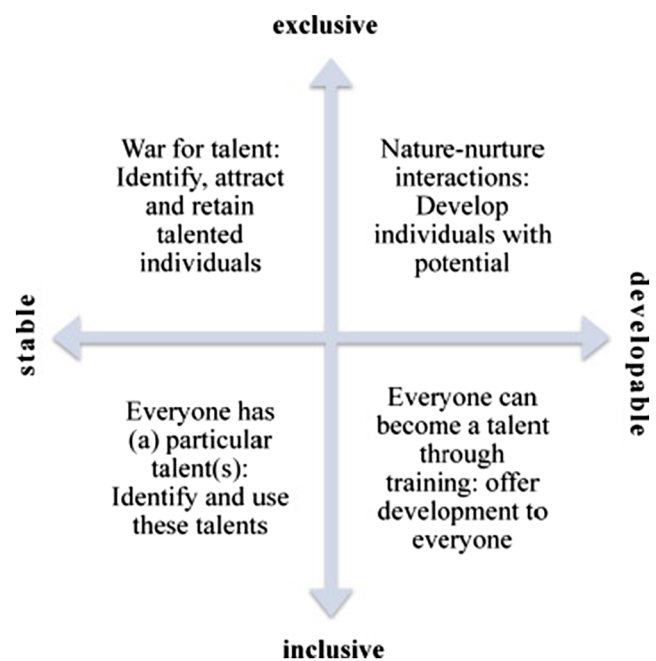 exclusive
War for talent:
Identify, attract
and retain
talented
individuals
Nature-nurture
interactions:
Develop
individuals with
potential
stable
developable
Everyone has
(a) particular
talent(s):
Identify and use
these talents
Everyone can
become a talent
through
training: offer
development to
everyone
inclusive